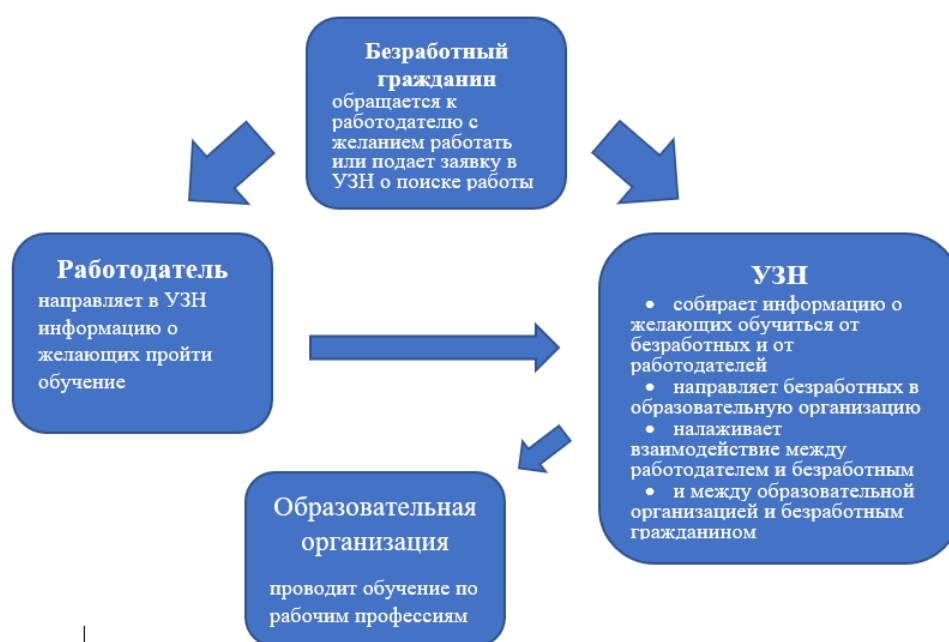 Безработный
гражданин
обращается к
работодателю с
желанием работать
или подает заявку в
УЗН о поиске работы
Работодатель
направляет в УЗН
информацию о
желающих пройти
обучение
УЗН
• собирает информацию о
желающих обучиться от
безработных и от
работодателей
• направляет безработных в
образовательную организацию
• налаживает
взаимодействие между
работодателем и безработным
• и между образовательной
организацией и безработным
гражданином
Образовательная
организация
проводит обучение по
рабочим профессиям